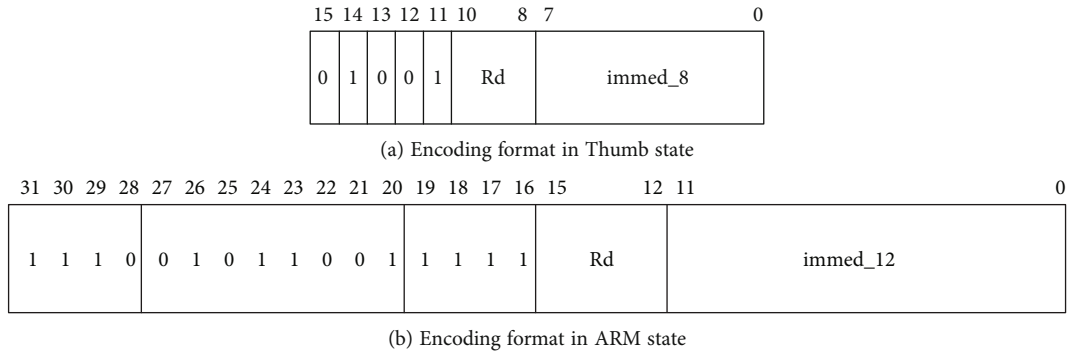 15 14 13 12 11 10 8 7 0
0 1 0 0 1 Rd immed_8
(a) Encoding format in Thumb state
31 30 29 28 27 26 25 24 23 22 21 20 19 18 17 16 15 12 11 0
1 1 1 0 0 1 0 1 1 0 0 1 1 1 1 1 Rd immed_12
(b) Encoding format in ARM state